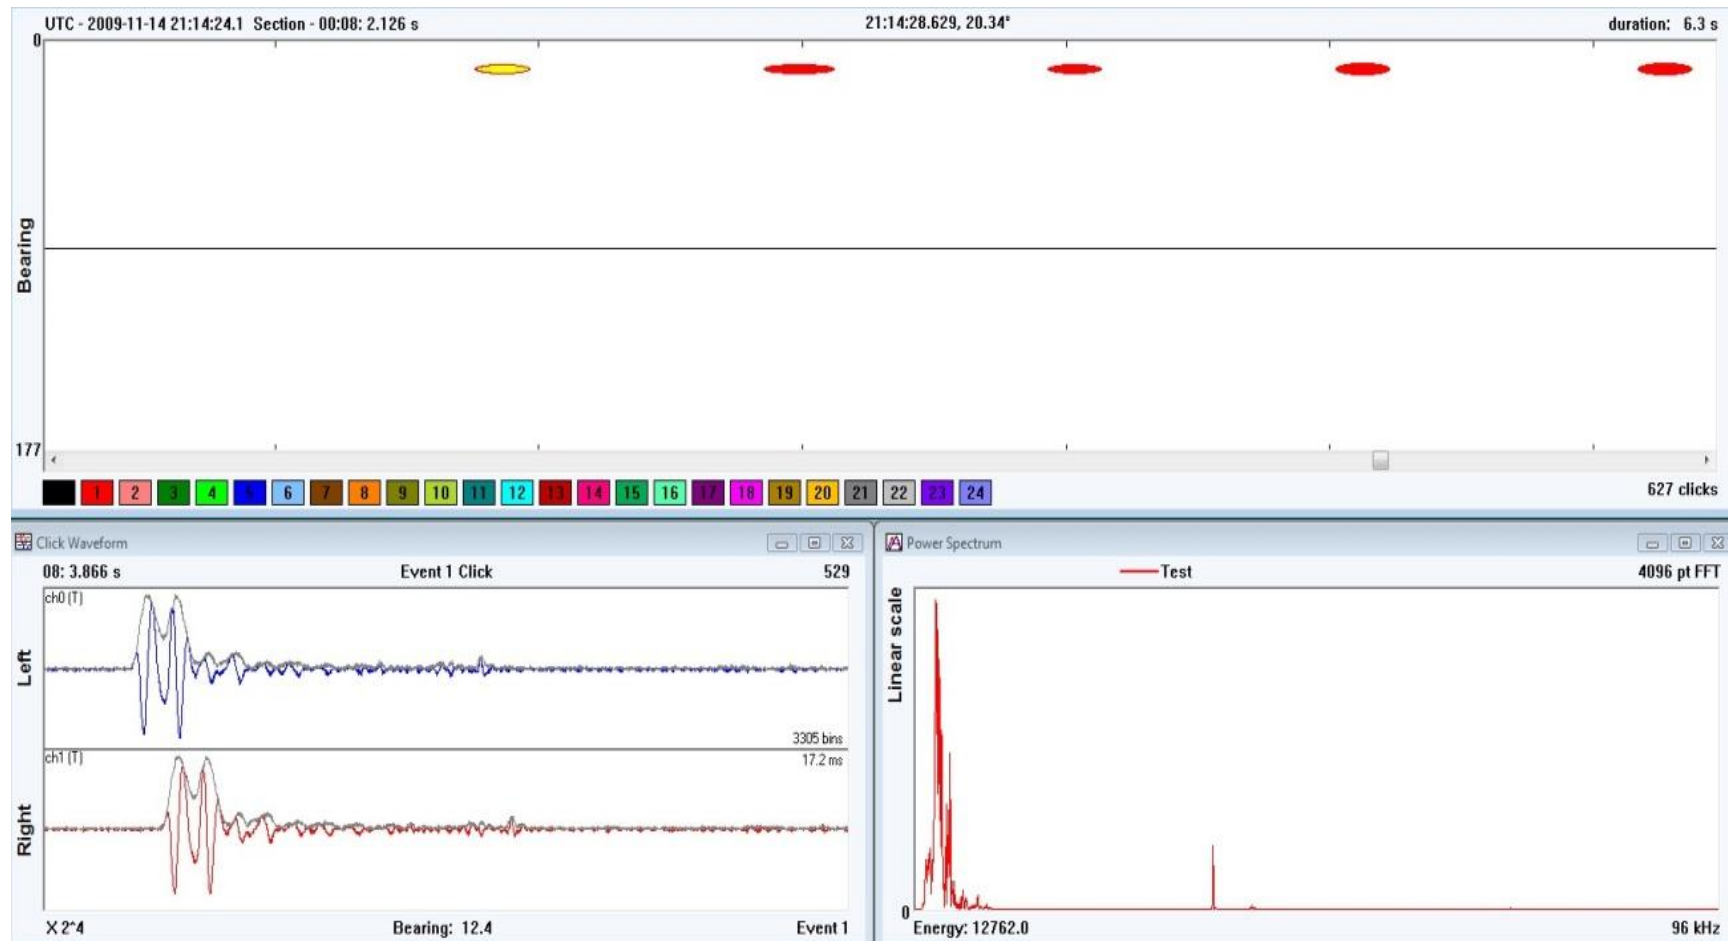 UTC - 2009-11-14 21:14:24.1 Section - 00:08: 2.126 s 21:14:28.629, 20.34° duration: 6.3 s
0
Bearing
177
1 2 3 4 5 6 7 8 9 10 11 12 13 14 15 16 17 18 19 20 21 22 23 24 627 clicks
Click Waveform
08: 3.866 s Event 1 Click 529
ch0 (T)
Left
3305 bins
ch1 (T) 17.2 ms
Right
X 2^4 Bearing: 12.4 Event 1
Power Spectrum
Test 4096 pt FFT
Linear scale
0
Energy: 12762.0 96 kHz